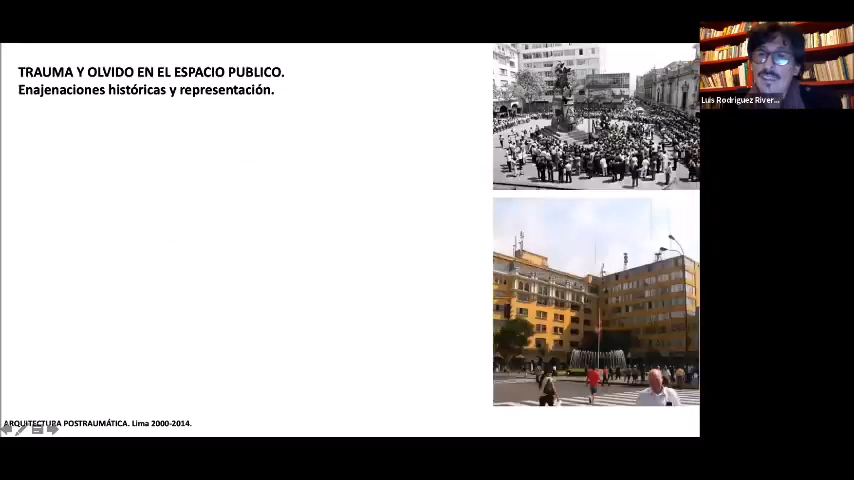 TRAUMA Y OLVIDO EN EL ESPACIO PUBLICO.
Enajenaciones históricas y representación.
Luis Rodriguez River...
ARQUITECTURA POSTRAUMÁTICA. Lima 2000-2014.